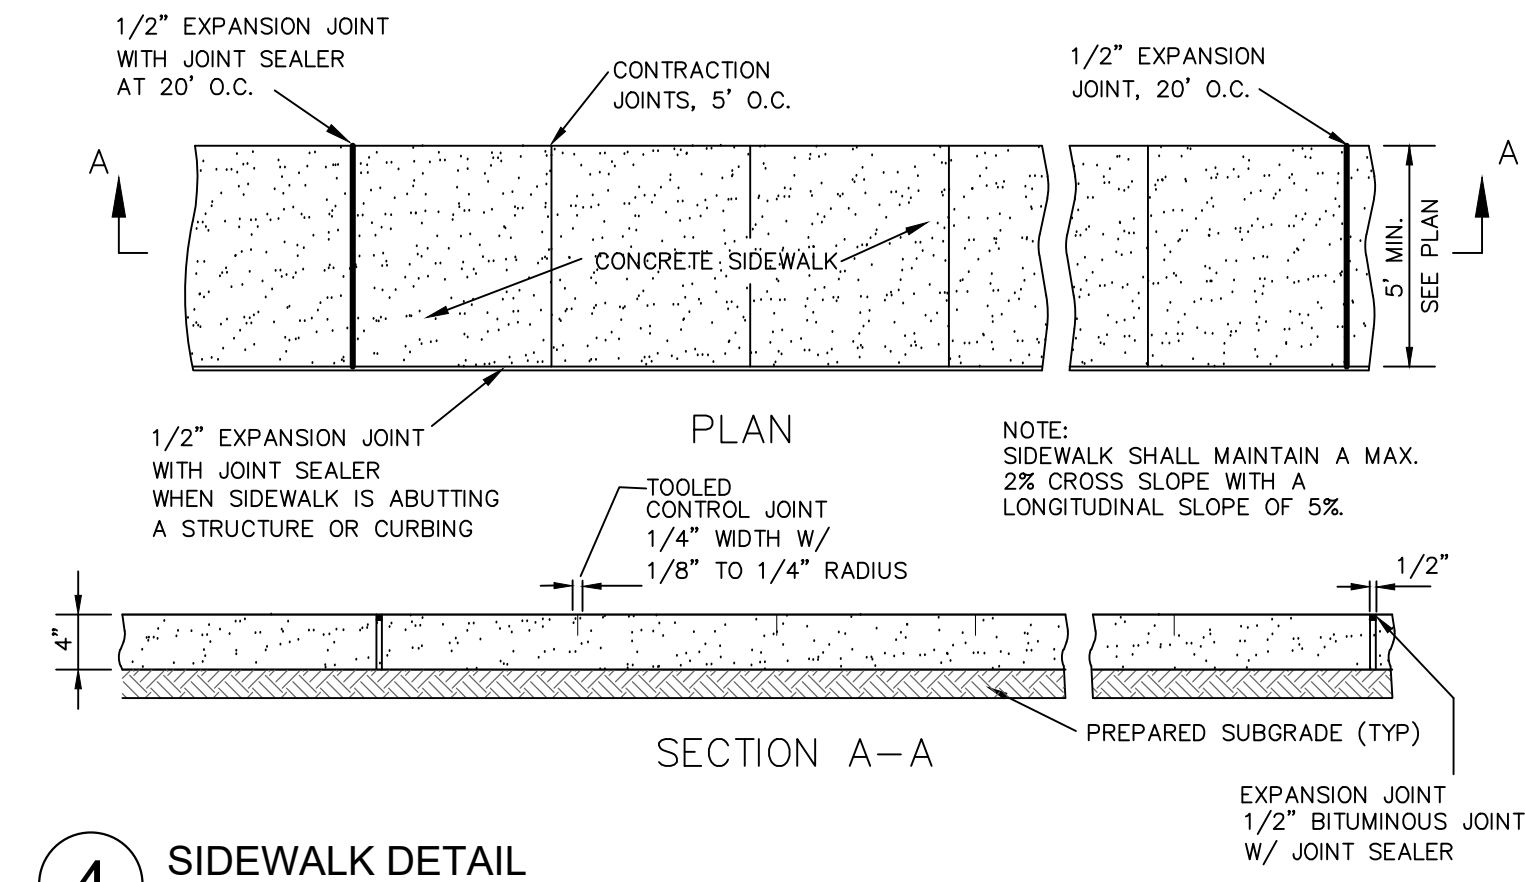 1/2” EXPANSION JOINT
WITH JOINT SEALER
AT 20’ O.C.
CONTRACTION
JOINTS, 5’ O.C.
1/2” EXPANSION
JOINT, 20’ O.C.
A
A
CONCRETE SIDEWALK
5’ MIN.
SEE PLAN
1/2” EXPANSION JOINT
WITH JOINT SEALER
WHEN SIDEWALK IS ABUTTING
A STRUCTURE OR CURBING
PLAN
NOTE:
SIDEWALK SHALL MAINTAIN A MAX.
2% CROSS SLOPE WITH A
LONGITUDINAL SLOPE OF 5%.
TOOLED
CONTROL JOINT
1/4” WIDTH W/
1/8” TO 1/4” RADIUS
1/2”
4”
PREPARED SUBGRADE (TYP)
SECTION A–A
EXPANSION JOINT
1/2” BITUMINOUS JOINT
W/ JOINT SEALER
4
SIDEWALK DETAIL